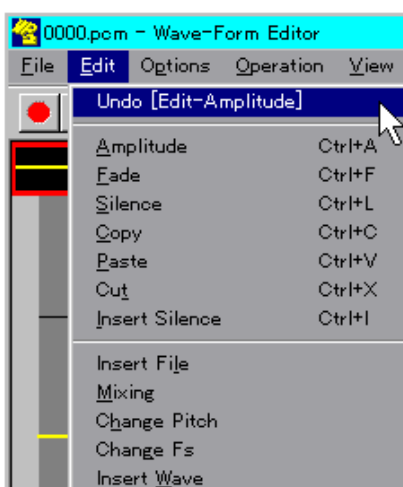 0000.pcm - Wave-Form Editor
File Edit Options Operation View
Undo [Edit-Amplitude]
Amplitude Ctrl+A
Fade Ctrl+F
Silence Ctrl+L
Copy Ctrl+C
Paste Ctrl+V
Cut Ctrl+X
Insert Silence Ctrl+I
Insert File
Mixing
Change Pitch
Change Fs
Insert Wave